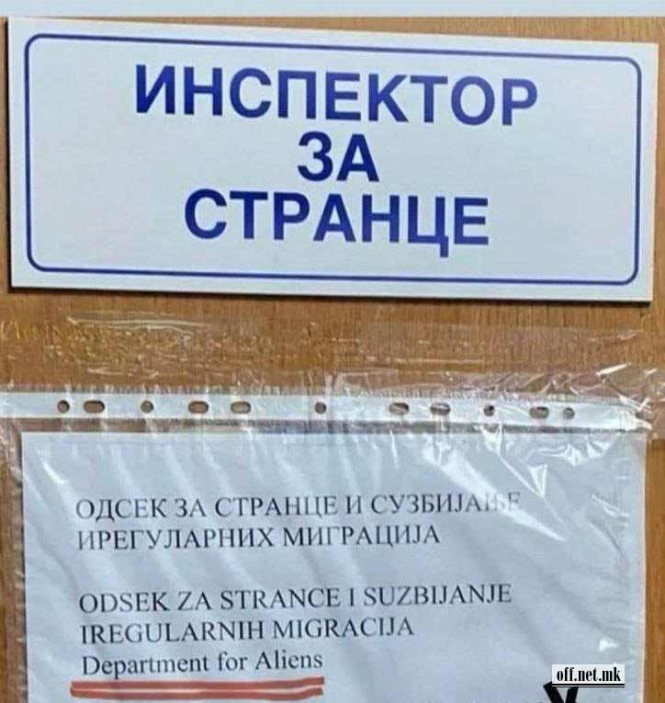 ИНСПЕКТОР
ЗА
СТРАНЦЕ
ОДСЕК ЗА СТРАНЦЕ И СУЗБИЈАЊЕ
ИРЕГУЛАРНИХ МИГРАЦИЈА
ODSEK ZA STRANCE I SUZBIJANJE
IREGULARNIH MIGRACIJA
Department for Aliens
off.net.mk